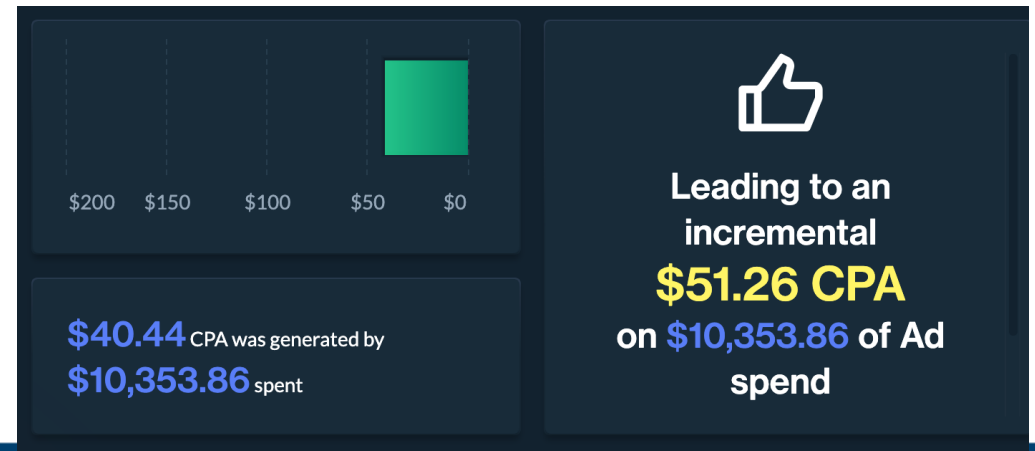 $200 $150 $100 $50 $0
$40.44 CPA was generated by
$10,353.86 spent
Leading to an
incremental
$51.26 CPA
on $10,353.86 of Ad
spend